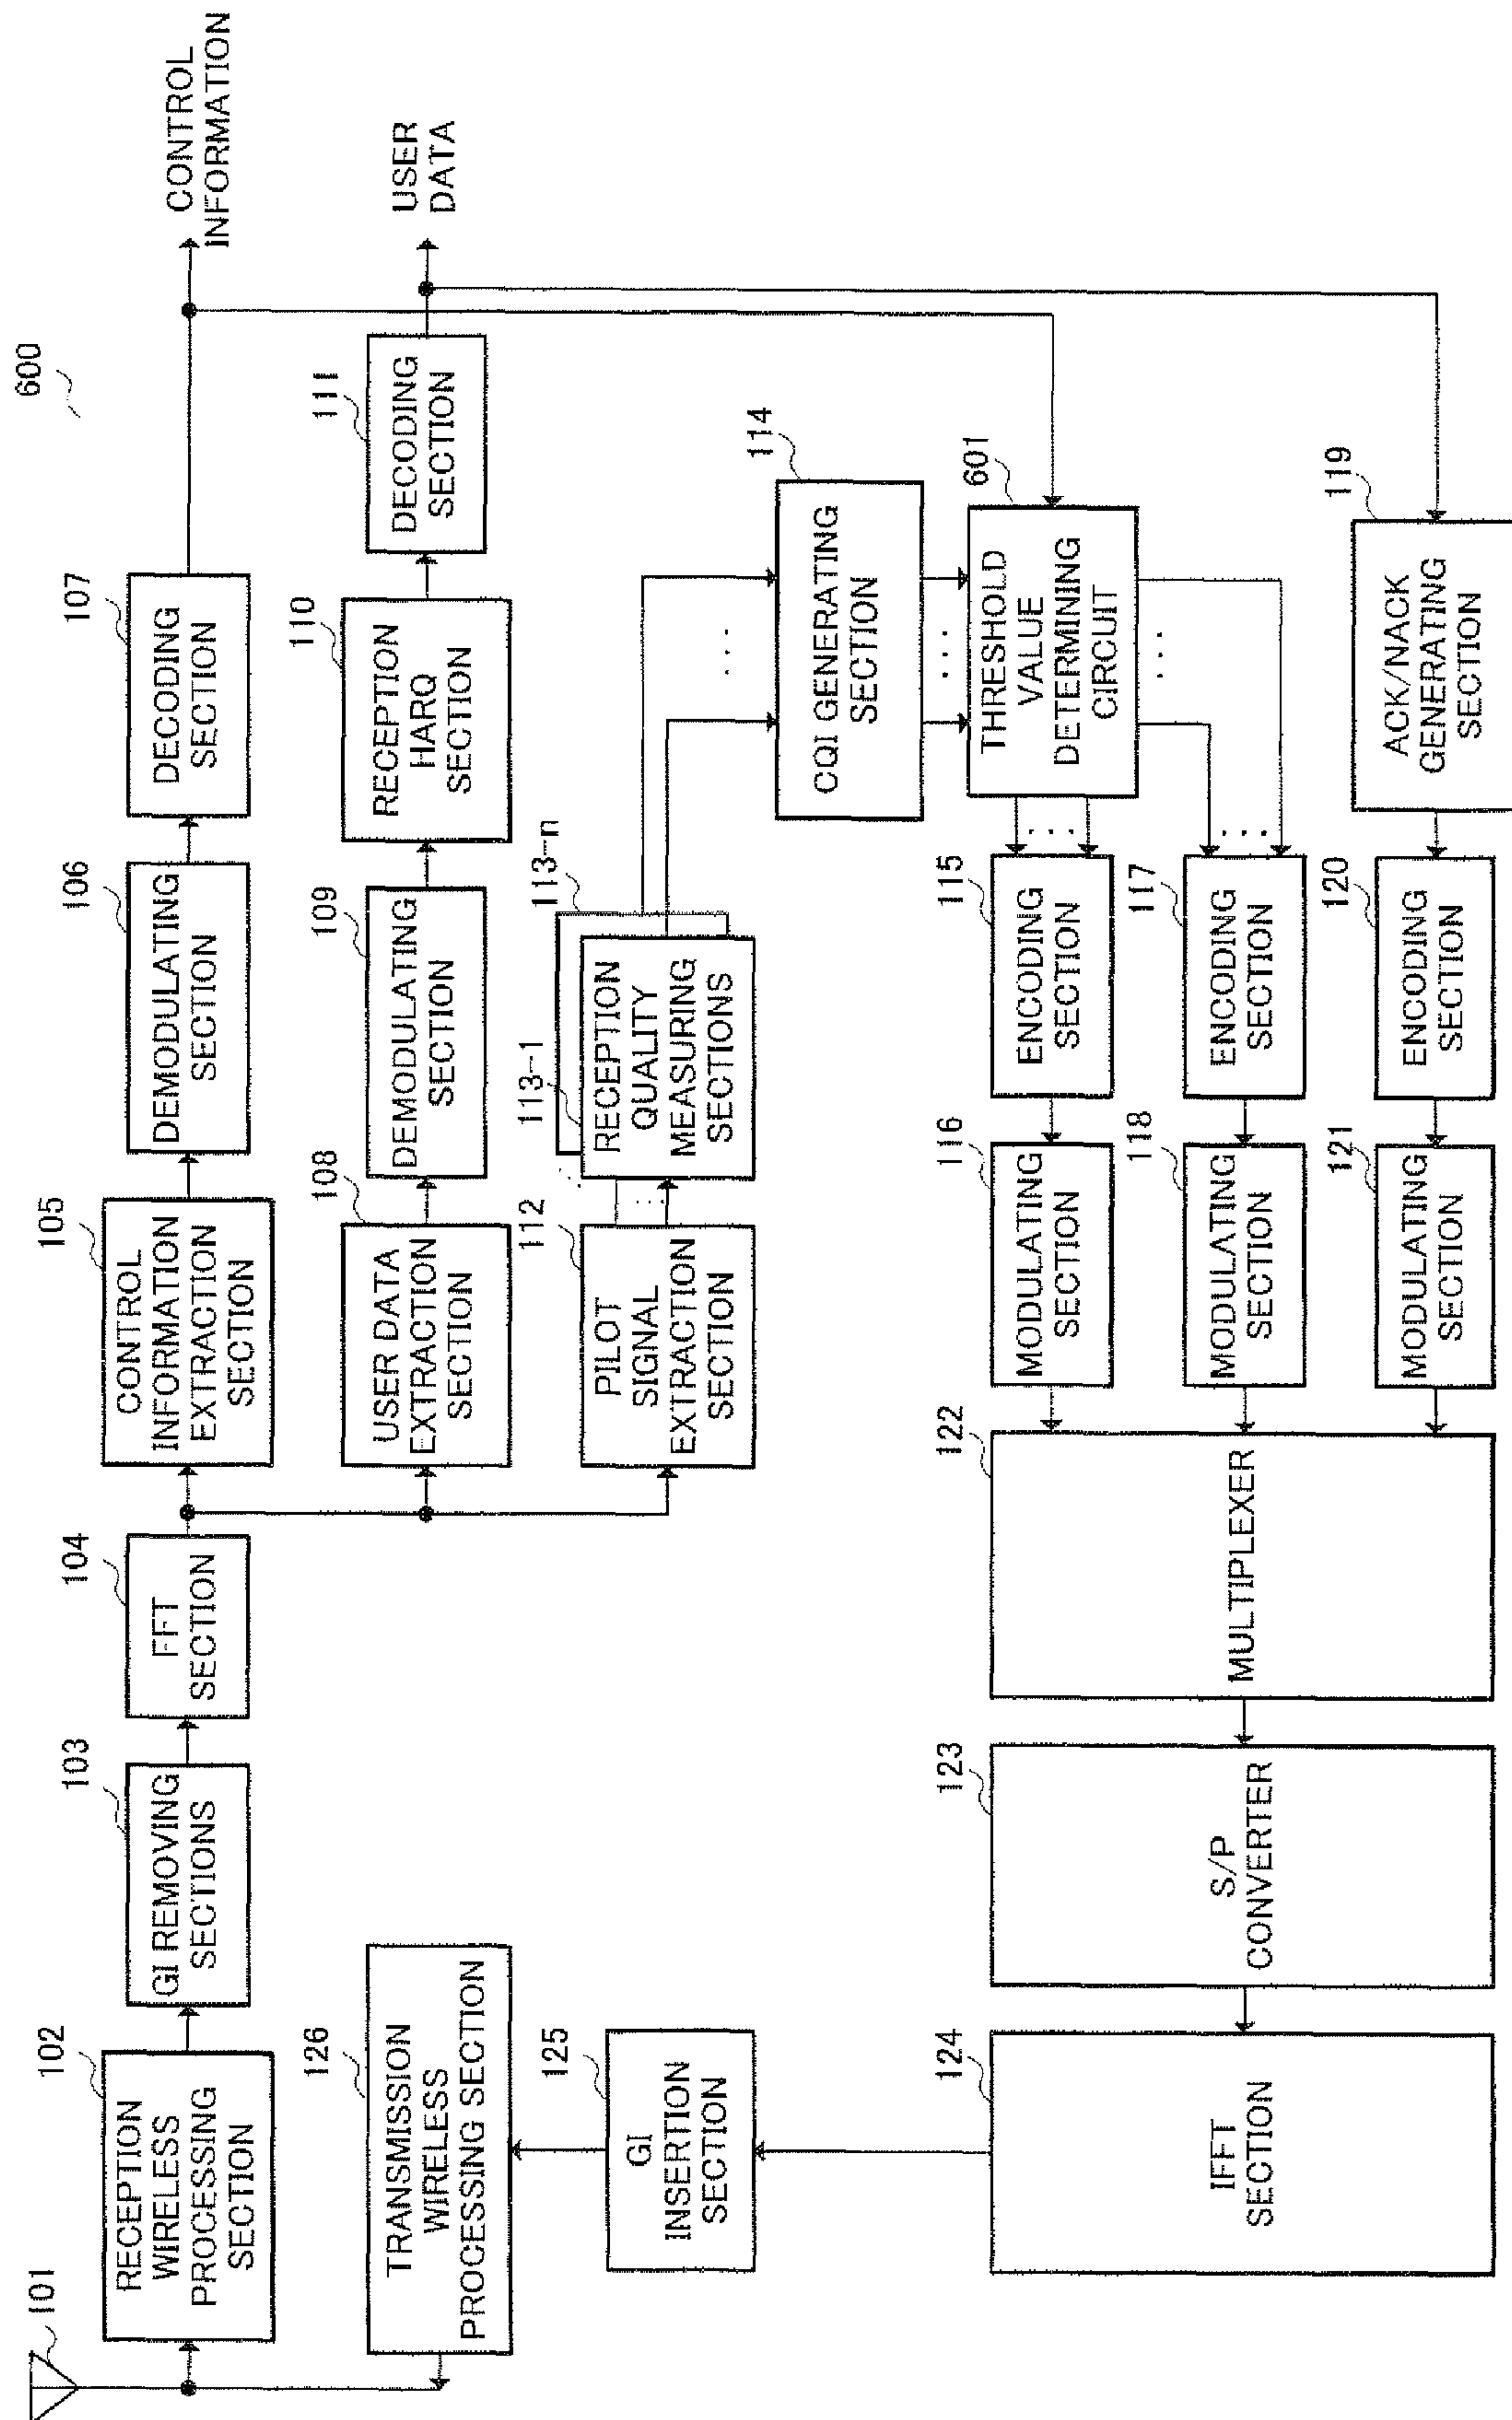 600
101
102
RECEPTION
WIRELESS
PROCESSING
SECTION
103
GI REMOVING
SECTIONS
104
FFT
SECTION
105
CONTROL
INFORMATION
EXTRACTION
SECTION
106
DEMODULATING
SECTION
107
DECODING
SECTION
CONTROL
INFORMATION
108
USER DATA
EXTRACTION
SECTION
109
DEMODULATING
SECTION
110
RECEPTION
HARQ
SECTION
111
DECODING
SECTION
USER
DATA
112
PILOT
SIGNAL
EXTRACTION
SECTION
113-1
113-n
RECEPTION
QUALITY
MEASURING
SECTIONS
114
CQI GENERATING
SECTION
601
THRESHOLD
VALUE
DETERMINING
CIRCUIT
115
ENCODING
SECTION
116
MODULATING
SECTION
117
ENCODING
SECTION
118
MODULATING
SECTION
119
ACK/NACK
GENERATING
SECTION
120
ENCODING
SECTION
121
MODULATING
SECTION
122
MULTIPLEXER
123
S/P
CONVERTER
124
IFFT
SECTION
125
GI
INSERTION
SECTION
126
TRANSMISSION
WIRELESS
PROCESSING SECTION